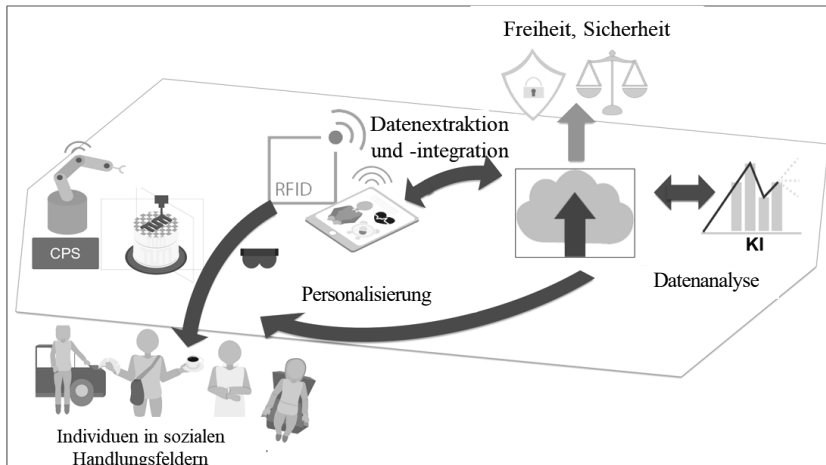 Freiheit, Sicherheit
Datenextraktion
und -integration
RFID
CPS
KI
Personalisierung
Datenanalyse
Individuen in sozialen
Handlungsfeldern